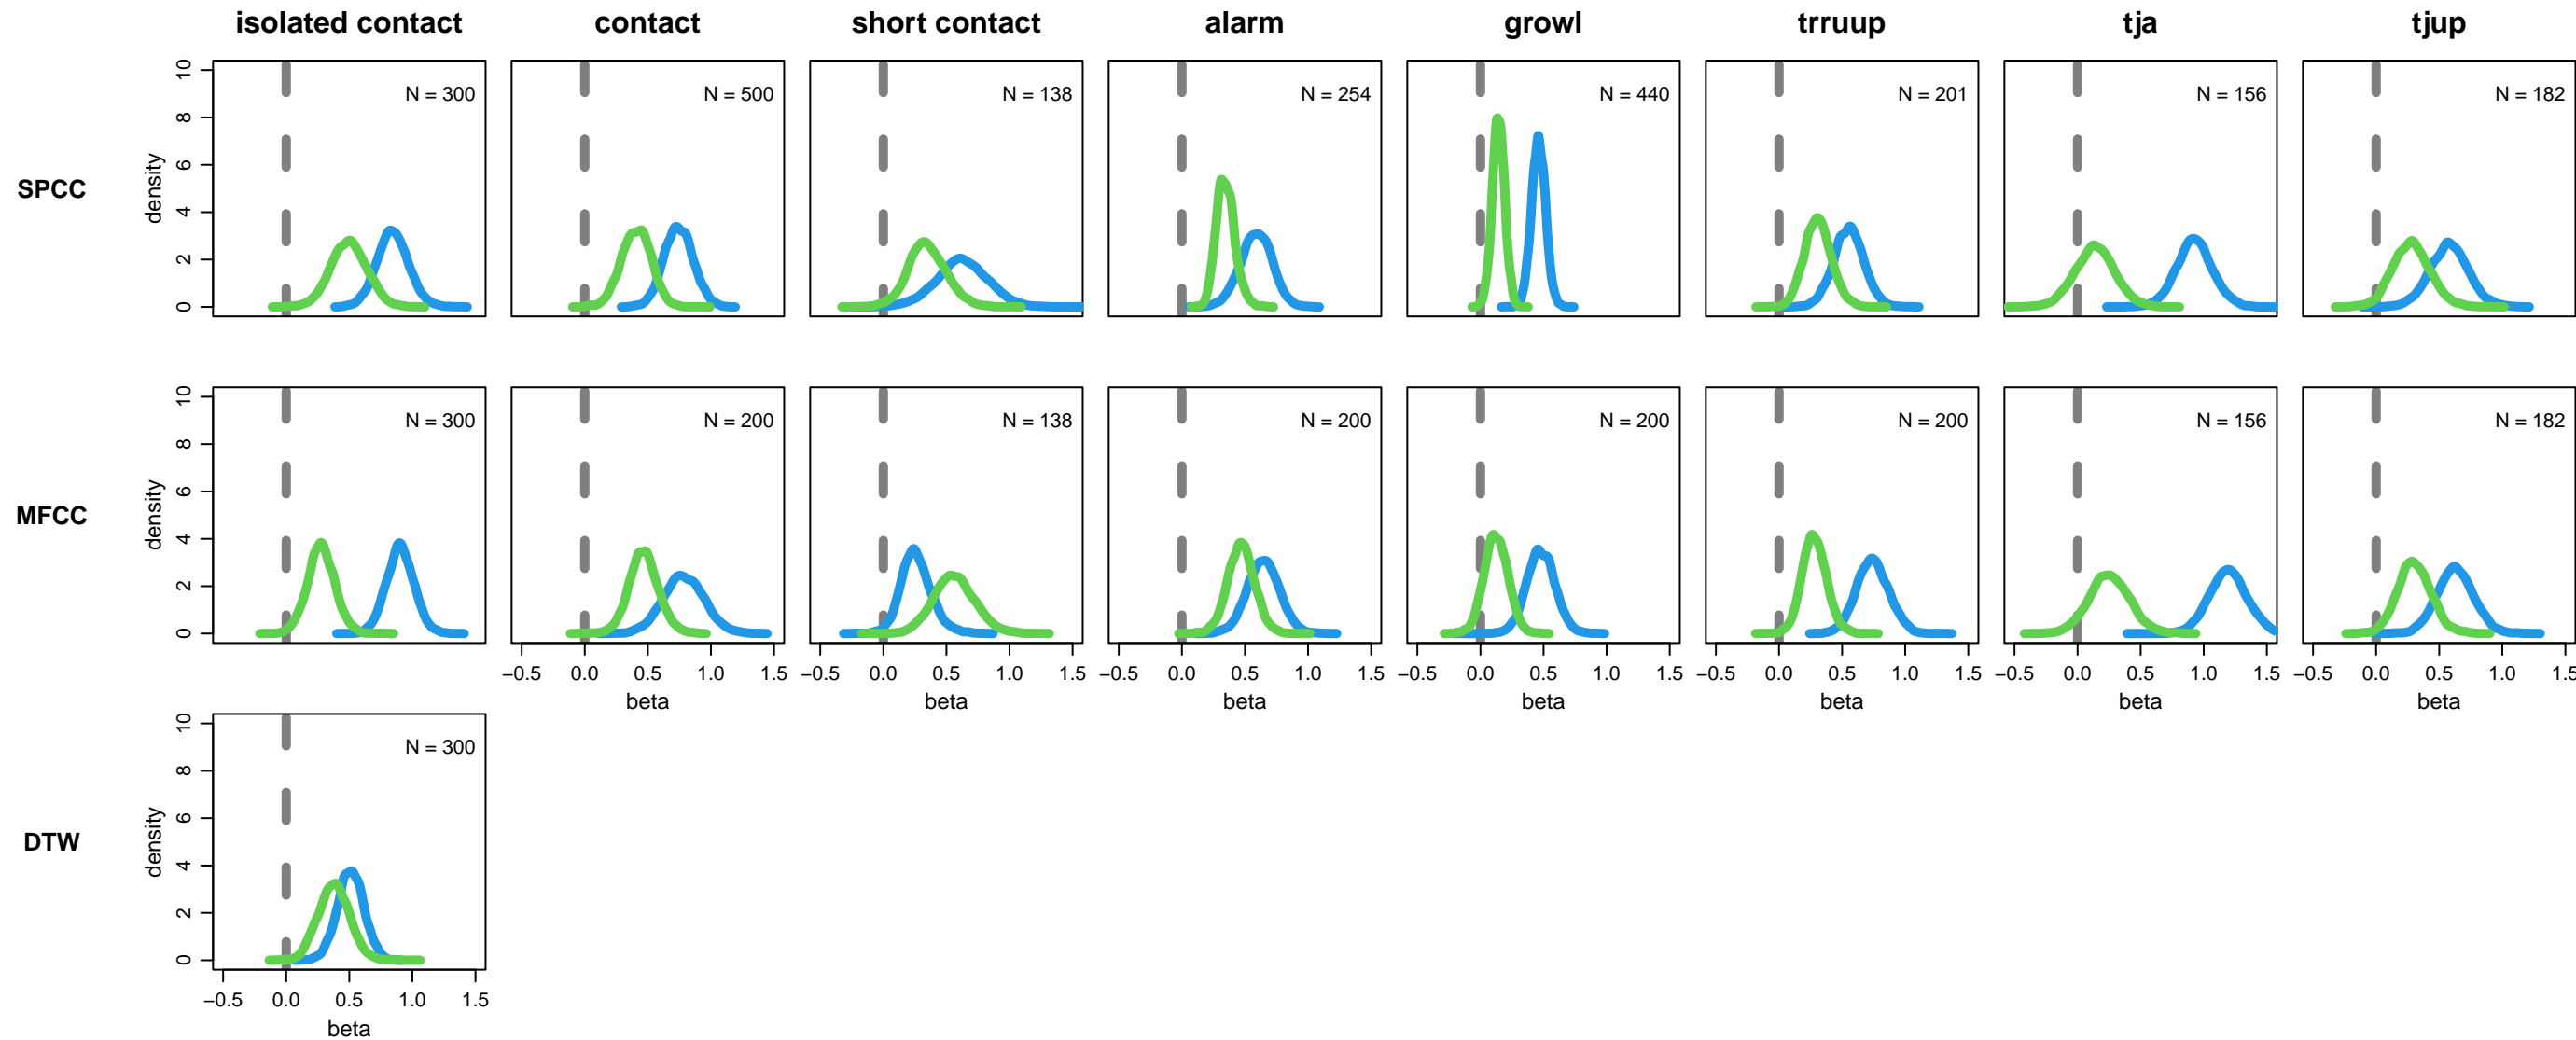 isolated contact contact short contact alarm growl trruup tja tjup
SPCC
density
0 2 4 6 8 10
N = 300
N = 500
N = 138
N = 254
N = 440
N = 201
N = 156
N = 182
MFCC
density
0 2 4 6 8 10
N = 300
N = 200
N = 138
N = 200
N = 200
N = 200
N = 156
N = 182
−0.5 0.0 0.5 1.0 1.5
beta
−0.5 0.0 0.5 1.0 1.5
beta
−0.5 0.0 0.5 1.0 1.5
beta
−0.5 0.0 0.5 1.0 1.5
beta
−0.5 0.0 0.5 1.0 1.5
beta
−0.5 0.0 0.5 1.0 1.5
beta
−0.5 0.0 0.5 1.0 1.5
beta
DTW
density
0 2 4 6 8 10
N = 300
−0.5 0.0 0.5 1.0 1.5
beta